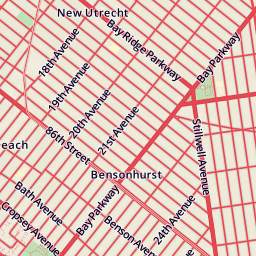 New Utrecht
Bay Ridge Parkway
Bay Parkway
18th Avenue
19th Avenue
20th Avenue
21st Avenue
86th Street
each
Stillwell Avenue
Bensonhurst
Bath Avenue
Cropsey Avenue
Bay Parkway
Benson Aven
24th Avenue